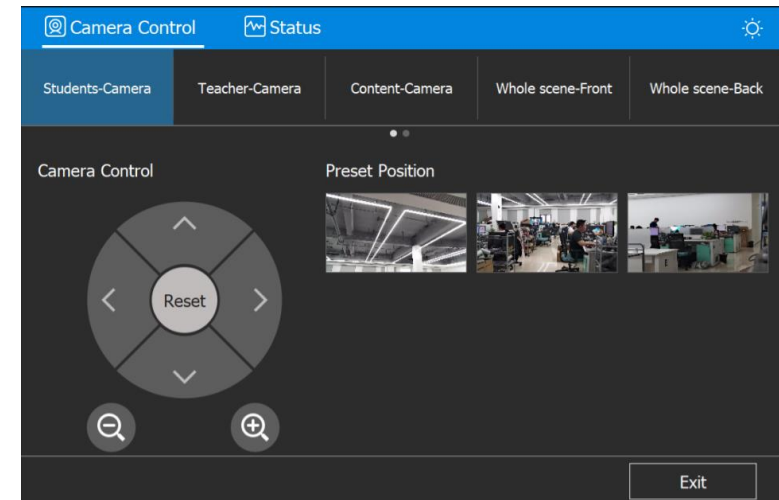 Camera Control
Status
Students-Camera
Teacher-Camera
Content-Camera
Whole scene-Front
Whole scene-Back
Camera Control
Preset Position
Reset
Exit